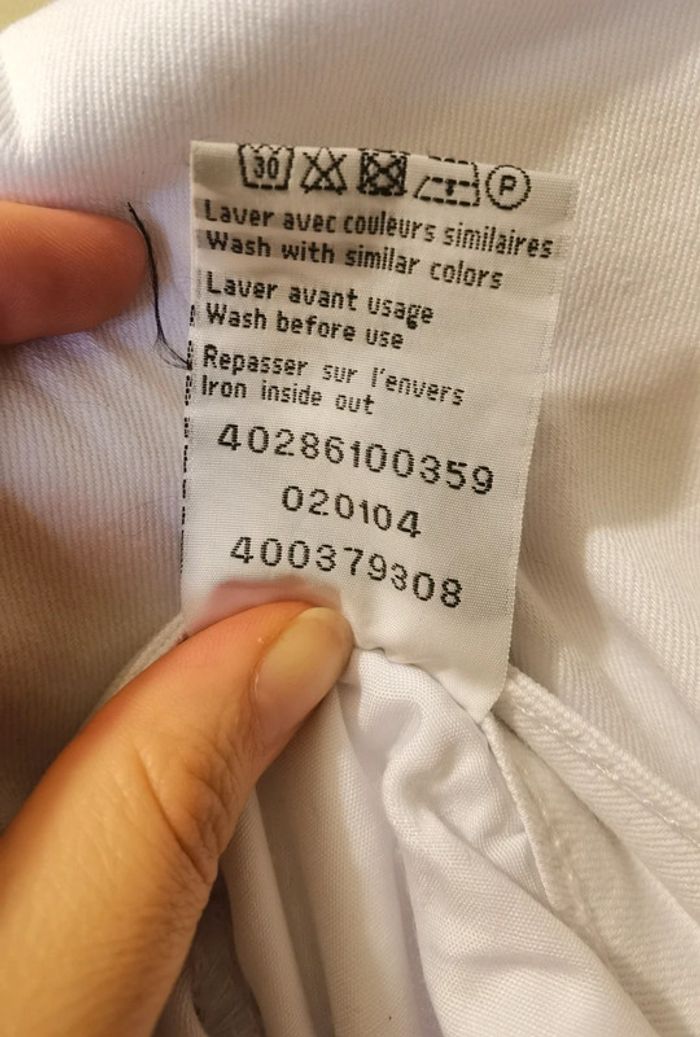 30 P
Laver avec couleurs similaires
Wash with similar colors
Laver avant usage
Wash before use
Repasser sur l'envers
Iron inside out
40286100359
020104
400379308